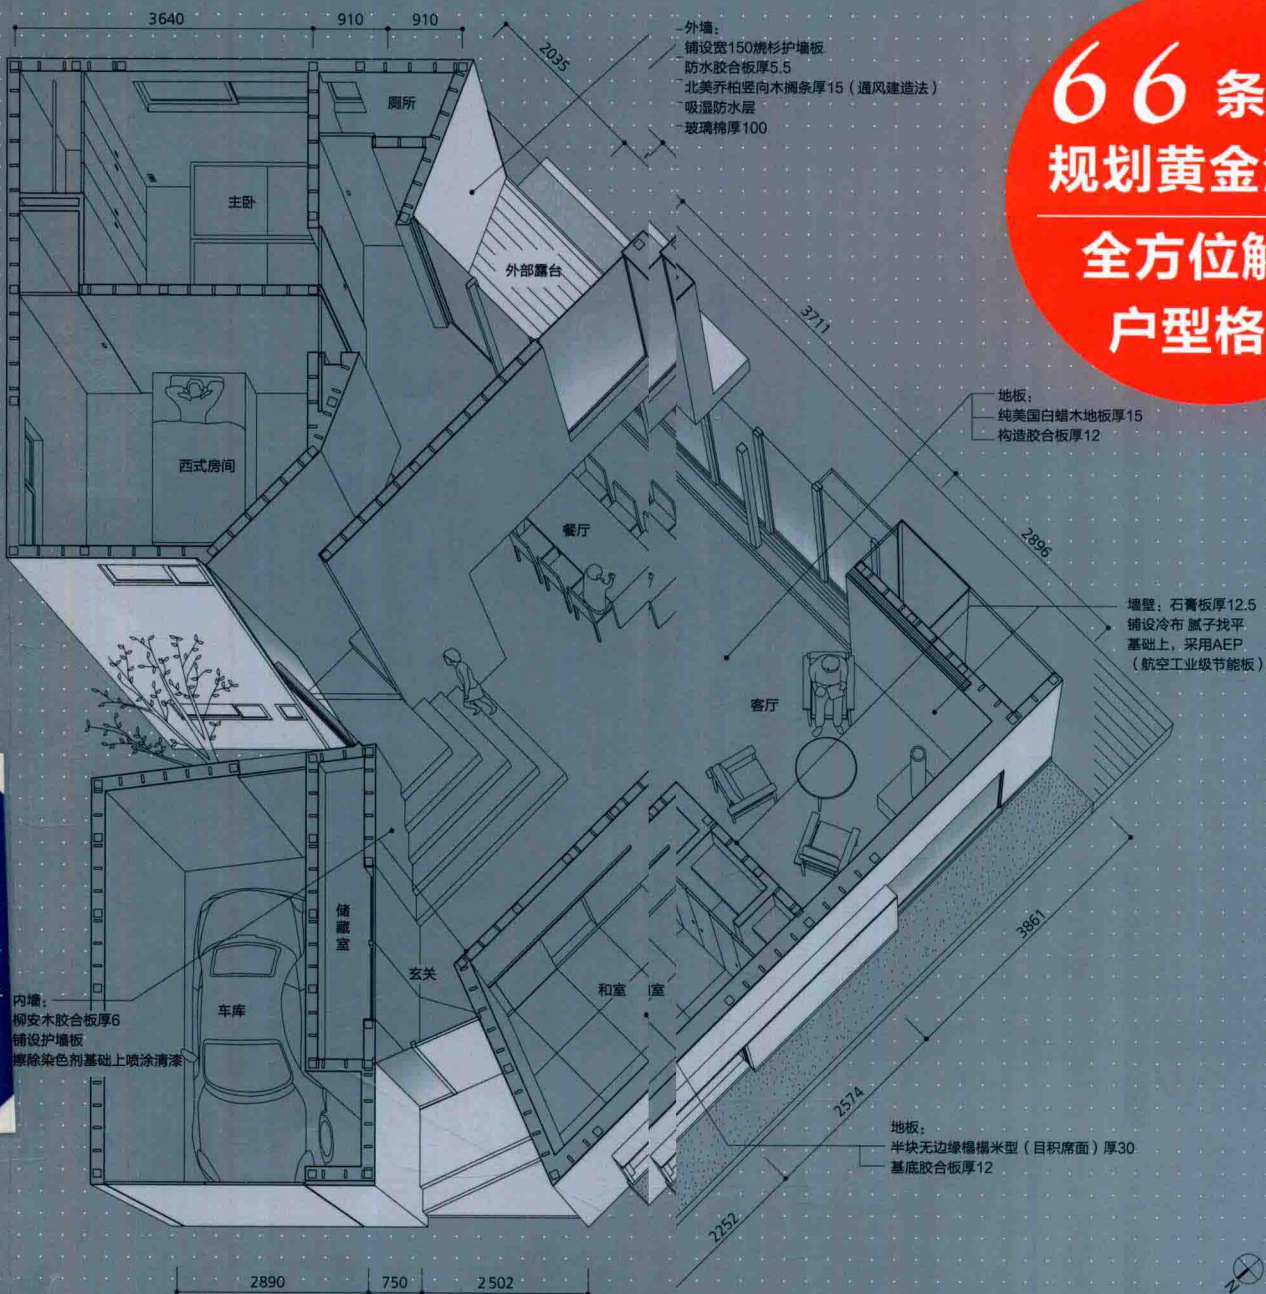 3640
910
910
2035
外墙：
铺设宽150烧杉护墙板
防水胶合板厚5.5
北美乔柏竖向木搁条厚15（通风建造法）
吸湿防水层
玻璃棉厚100
66 条
规划黄金
全方位解
户型格
厕所
主卧
外部露台
3711
地板：
纯美国白蜡木地板厚15
构造胶合板厚12
西式房间
餐厅
2896
墙壁：石膏板厚12.5
铺设冷布 腻子找平
基础上，采用AEP
（航空工业级节能板）
客厅
储藏室
3861
玄关
和室
室
内墙：
柳安木胶合板厚6
铺设护墙板
擦除染色剂基础上喷涂清漆
车库
2574
地板：
半块无边缘榻榻米型（目积席面）厚30
基底胶合板厚12
2252
2890
750
2502
N